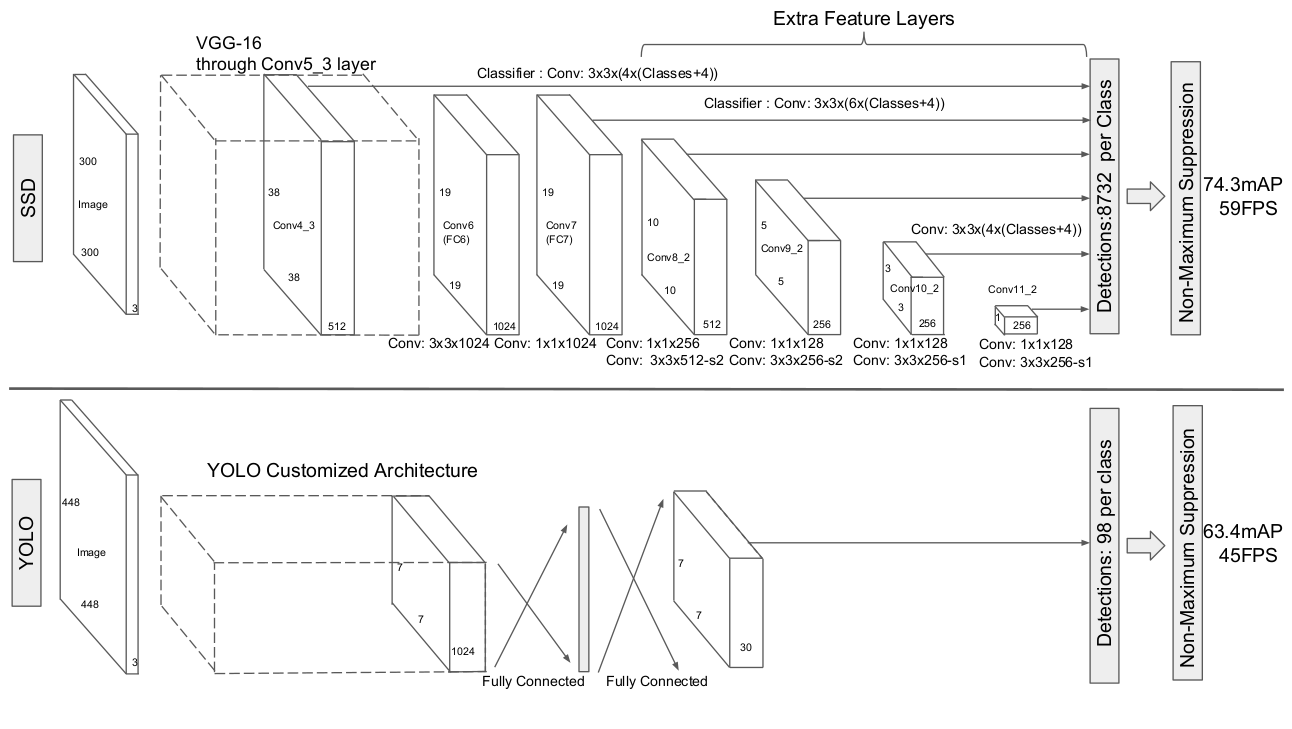 Extra Feature Layers
VGG-16
through Conv5_3 layer
Classifier : Conv: 3x3x(4x(Classes+4))
Classifier : Conv: 3x3x(6x(Classes+4))
SSD
300
Image
300
3
38
Conv4_3
38
512
19
Conv6
(FC6)
19
1024
19
Conv7
(FC7)
19
1024
10
Conv8_2
10
512
5
Conv9_2
5
256
Conv: 3x3x(4x(Classes+4))
3
Conv10_2
3
256
Conv11_2
1
256
Conv: 3x3x1024
Conv: 1x1x1024
Conv: 1x1x256
Conv: 3x3x512-s2
Conv: 1x1x128
Conv: 3x3x256-s2
Conv: 1x1x128
Conv: 3x3x256-s1
Conv: 1x1x128
Conv: 3x3x256-s1
Detections:8732 per Class
Non-Maximum Suppression
74.3mAP
59FPS
YOLO
448
Image
448
3
YOLO Customized Architecture
7
7
1024
Fully Connected
Fully Connected
7
7
30
Detections: 98 per class
Non-Maximum Suppression
63.4mAP
45FPS